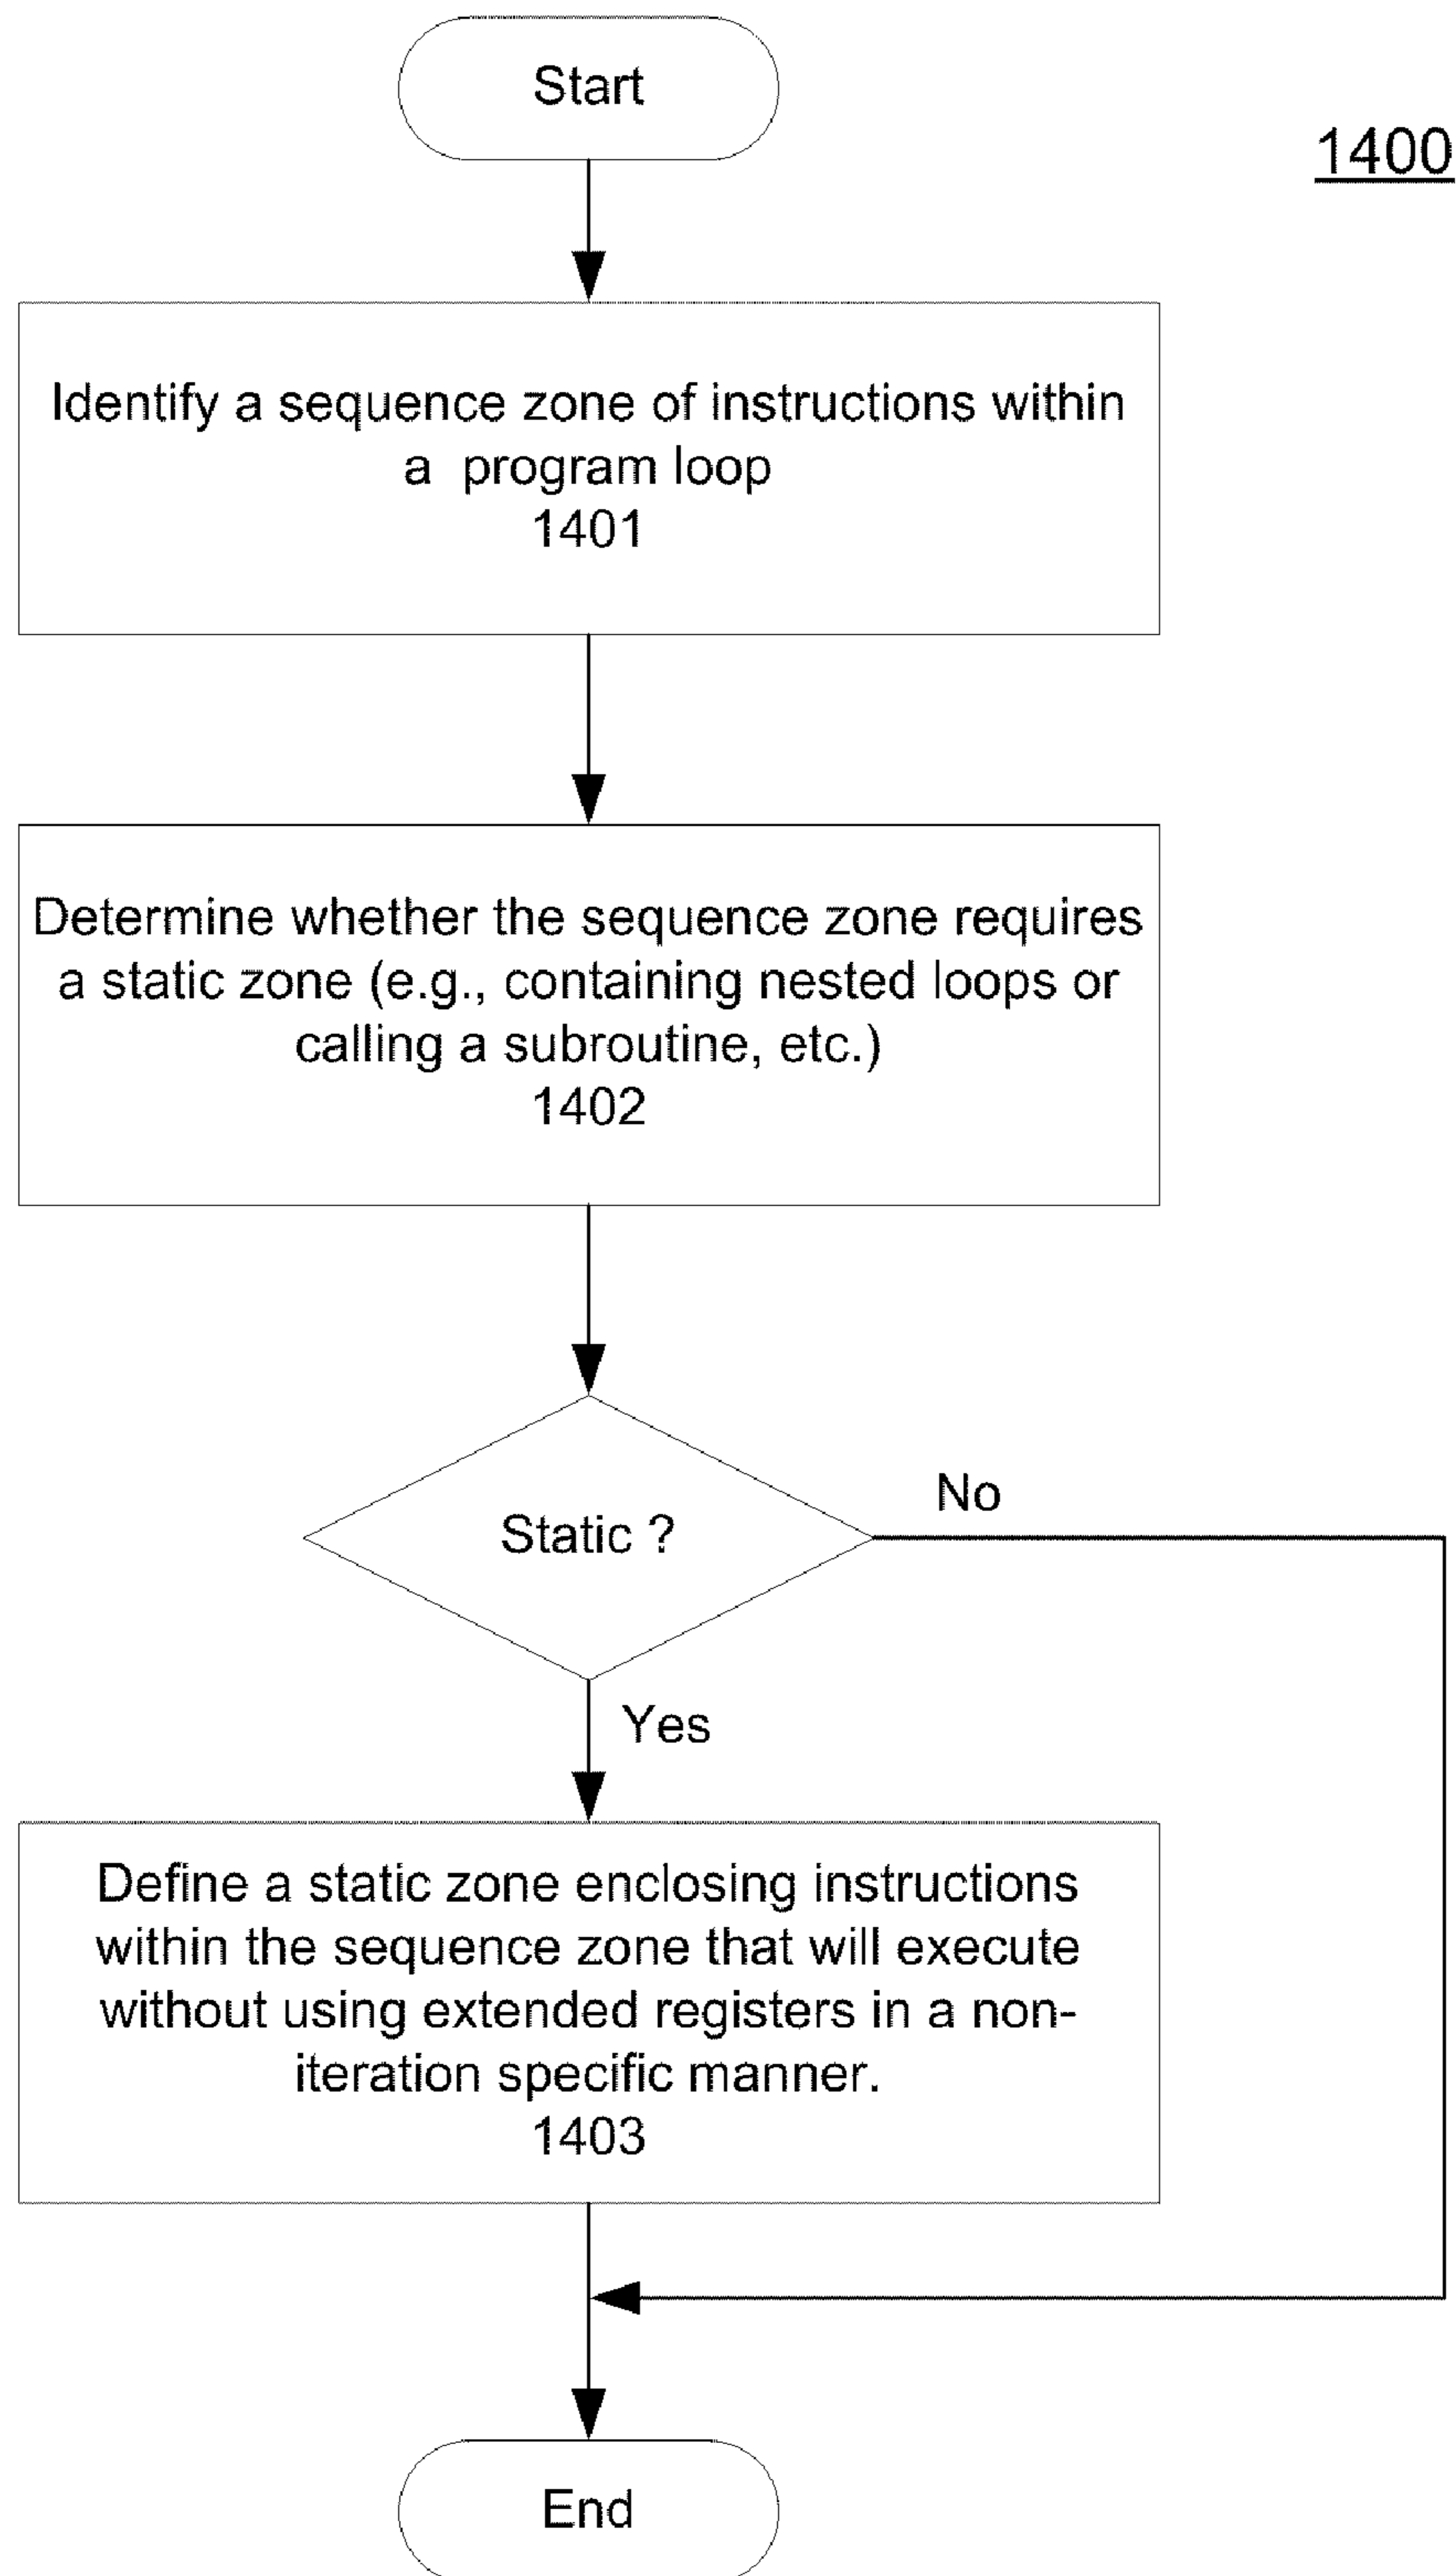 Start
1400
Identify a sequence zone of instructions within
a program loop
1401
Determine whether the sequence zone requires
a static zone (e.g., containing nested loops or
calling a subroutine, etc.)
1402
Static ?
No
Yes
Define a static zone enclosing instructions
within the sequence zone that will execute
without using extended registers in a non-
iteration specific manner.
1403
End